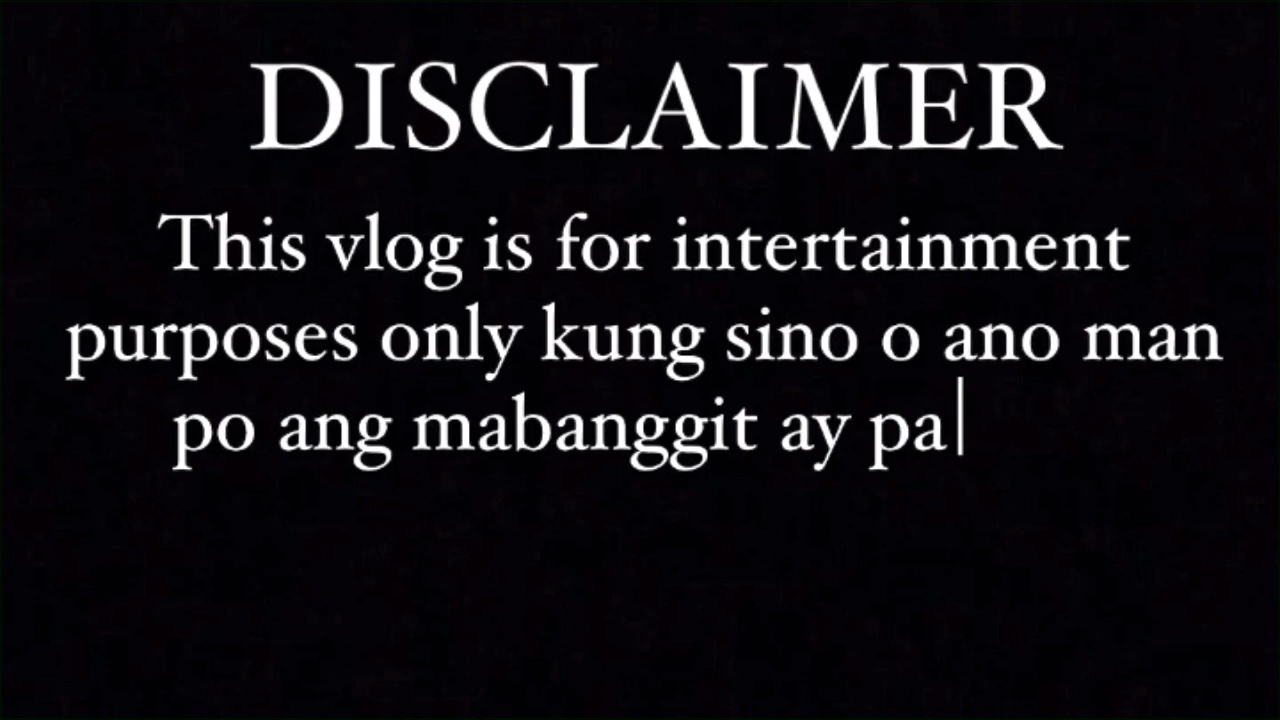 DISCLAIMER
This vlog is for intertainment
purposes only kung sino o ano man
po ang mabanggit ay pa